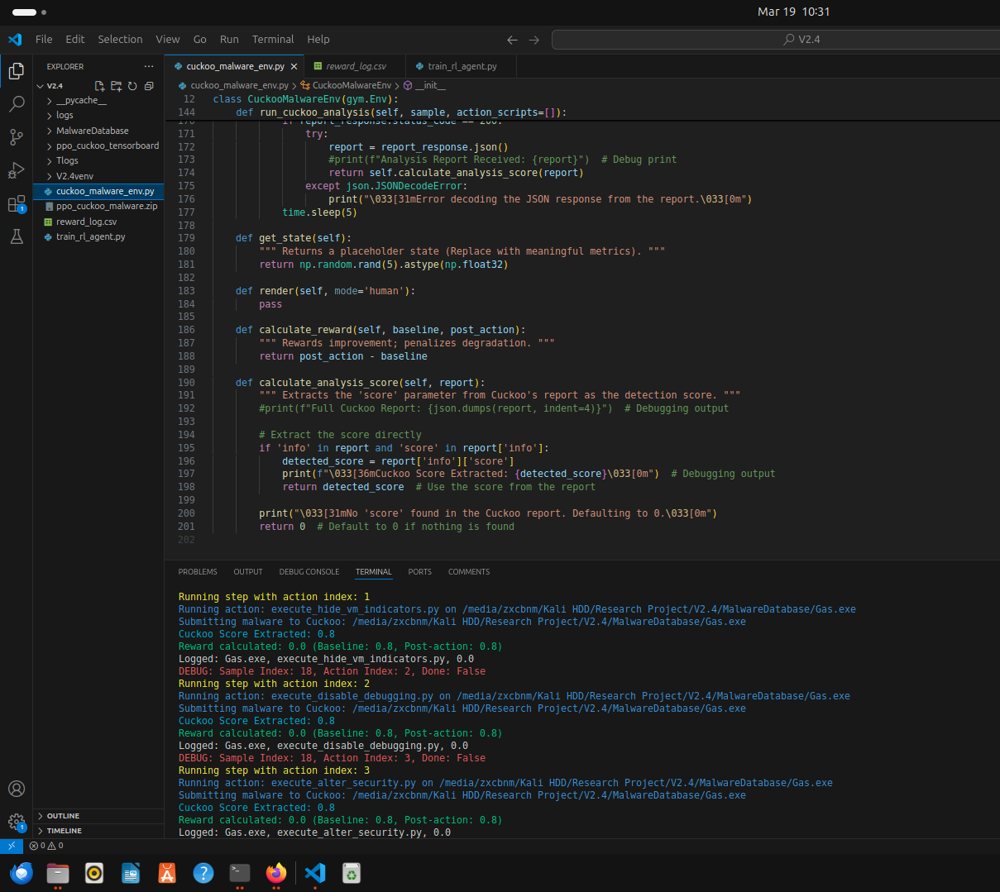 Mar 19 10:31
File Edit Selection View Go Run Terminal Help
V2.4
EXPLORER
V2.4
__pycache__
logs
MalwareDatabase
ppo_cuckoo_tensorboard
Tlogs
V2.4venv
cuckoo_malware_env.py
ppo_cuckoo_malware.zip
reward_log.csv
train_rl_agent.py
OUTLINE
TIMELINE
cuckoo_malware_env.py reward_log.csv train_rl_agent.py
cuckoo_malware_env.py > CuckooMalwareEnv > __init__
12 class CuckooMalwareEnv(gym.Env):
144 def run_cuckoo_analysis(self, sample, action_scripts=[]):
170 if report_response.status_code == 200:
171 try:
172 report = report_response.json()
173 #print(f"Analysis Report Received: {report}") # Debug print
174 return self.calculate_analysis_score(report)
175 except json.JSONDecodeError:
176 print("\033[31mError decoding the JSON response from the report.\033[0m")
177 time.sleep(5)
178
179 def get_state(self):
180 """ Returns a placeholder state (Replace with meaningful metrics). """
181 return np.random.rand(5).astype(np.float32)
182
183 def render(self, mode='human'):
184 pass
185
186 def calculate_reward(self, baseline, post_action):
187 """ Rewards improvement; penalizes degradation. """
188 return post_action - baseline
189
190 def calculate_analysis_score(self, report):
191 """ Extracts the 'score' parameter from Cuckoo's report as the detection score. """
192 #print(f"Full Cuckoo Report: {json.dumps(report, indent=4)}") # Debugging output
193
194 # Extract the score directly
195 if 'info' in report and 'score' in report['info']:
196 detected_score = report['info']['score']
197 print(f"\033[36mCuckoo Score Extracted: {detected_score}\033[0m") # Debugging output
198 return detected_score # Use the score from the report
199
200 print("\033[31mNo 'score' found in the Cuckoo report. Defaulting to 0.\033[0m")
201 return 0 # Default to 0 if nothing is found
202
PROBLEMS OUTPUT DEBUG CONSOLE TERMINAL PORTS COMMENTS
Running step with action index: 1
Running action: execute_hide_vm_indicators.py on /media/zxcbnm/Kali HDD/Research Project/V2.4/MalwareDatabase/Gas.exe
Submitting malware to Cuckoo: /media/zxcbnm/Kali HDD/Research Project/V2.4/MalwareDatabase/Gas.exe
Cuckoo Score Extracted: 0.8
Reward calculated: 0.0 (Baseline: 0.8, Post-action: 0.8)
Logged: Gas.exe, execute_hide_vm_indicators.py, 0.0
DEBUG: Sample Index: 18, Action Index: 2, Done: False
Running step with action index: 2
Running action: execute_disable_debugging.py on /media/zxcbnm/Kali HDD/Research Project/V2.4/MalwareDatabase/Gas.exe
Submitting malware to Cuckoo: /media/zxcbnm/Kali HDD/Research Project/V2.4/MalwareDatabase/Gas.exe
Cuckoo Score Extracted: 0.8
Reward calculated: 0.0 (Baseline: 0.8, Post-action: 0.8)
Logged: Gas.exe, execute_disable_debugging.py, 0.0
DEBUG: Sample Index: 18, Action Index: 3, Done: False
Running step with action index: 3
Running action: execute_alter_security.py on /media/zxcbnm/Kali HDD/Research Project/V2.4/MalwareDatabase/Gas.exe
Submitting malware to Cuckoo: /media/zxcbnm/Kali HDD/Research Project/V2.4/MalwareDatabase/Gas.exe
Cuckoo Score Extracted: 0.8
Reward calculated: 0.0 (Baseline: 0.8, Post-action: 0.8)
Logged: Gas.exe, execute_alter_security.py, 0.0
0 0